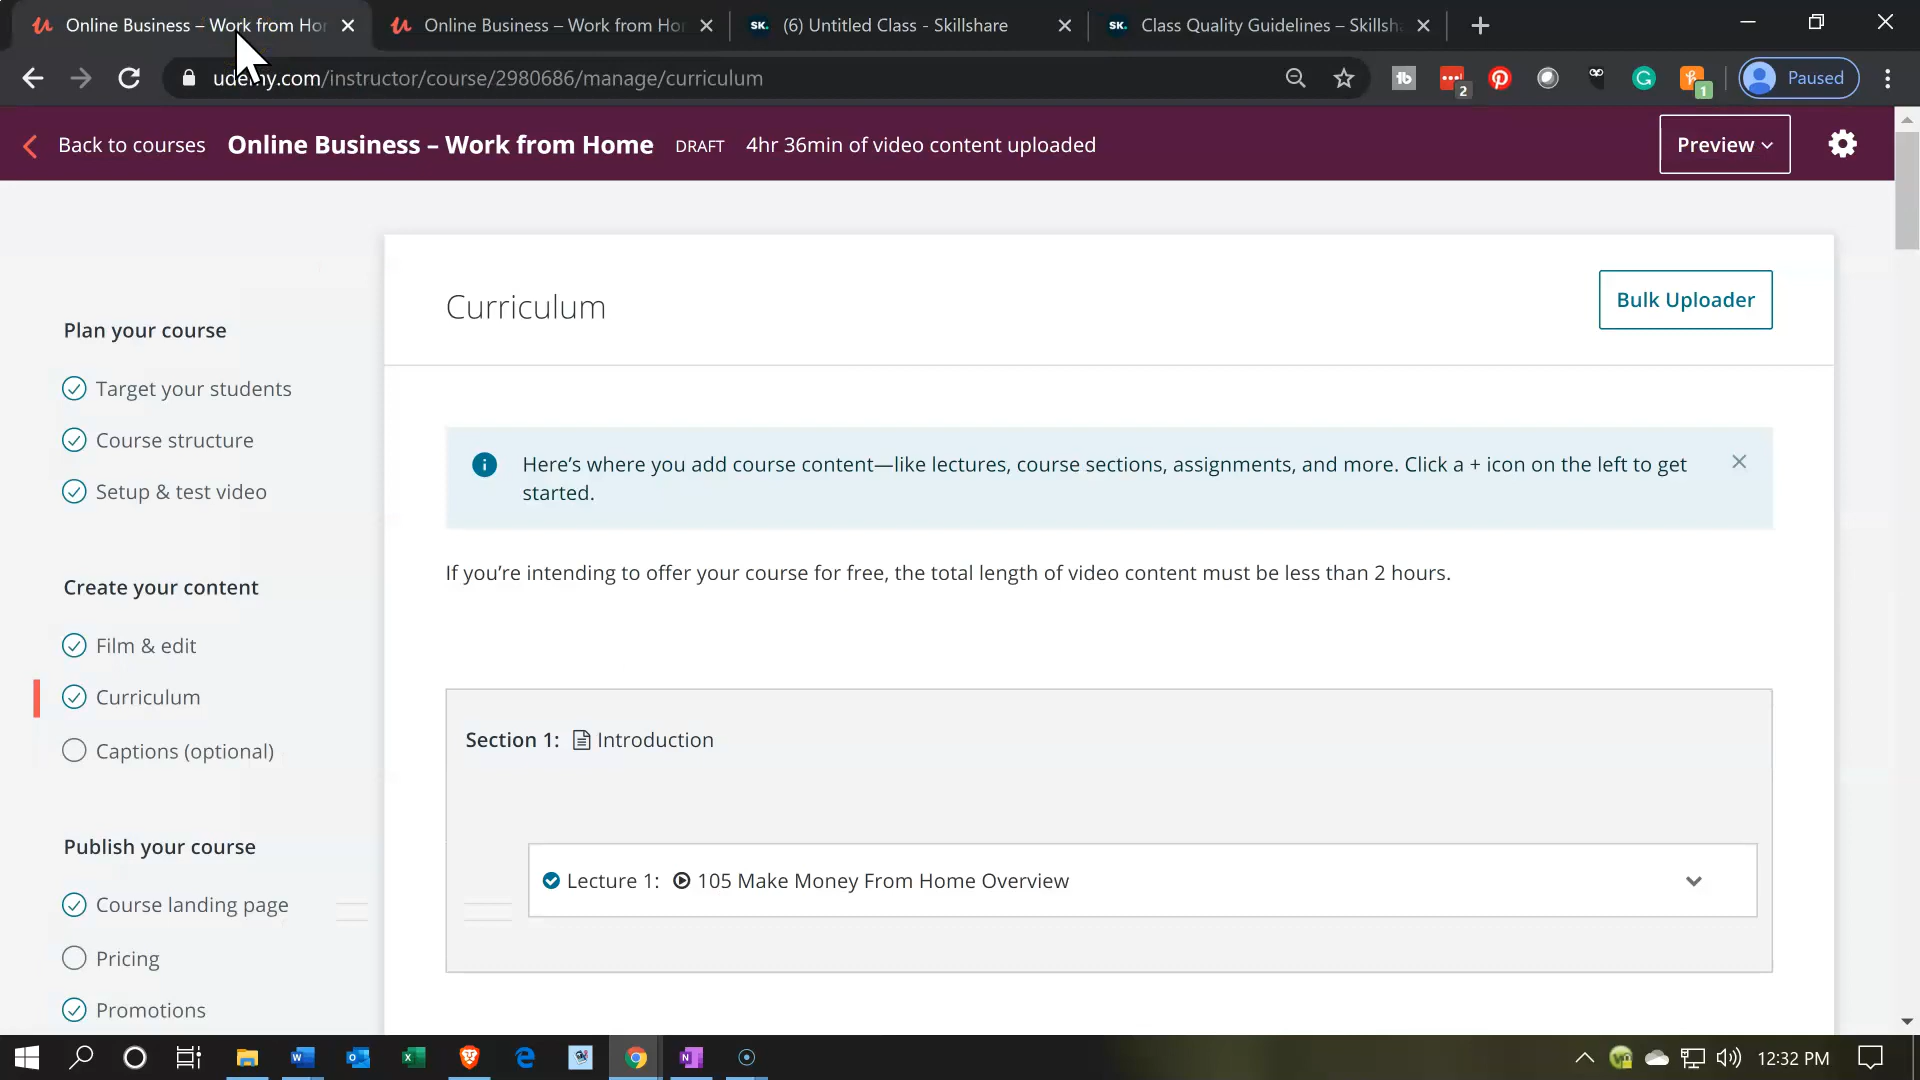 Online Business – Work from Hor
Online Business – Work from Hor
SK. (6) Untitled Class - Skillshare
SK. Class Quality Guidelines – Skillsha
udemy.com/instructor/course/2980686/manage/curriculum
2
1
Paused
Back to courses
Online Business – Work from Home
DRAFT
4hr 36min of video content uploaded
Preview
Plan your course
Target your students
Course structure
Setup & test video
Create your content
Film & edit
Curriculum
Captions (optional)
Publish your course
Course landing page
Pricing
Promotions
Curriculum
Bulk Uploader
Here's where you add course content—like lectures, course sections, assignments, and more. Click a + icon on the left to get
started.
If you're intending to offer your course for free, the total length of video content must be less than 2 hours.
Section 1: Introduction
Lecture 1: 105 Make Money From Home Overview
12:32 PM